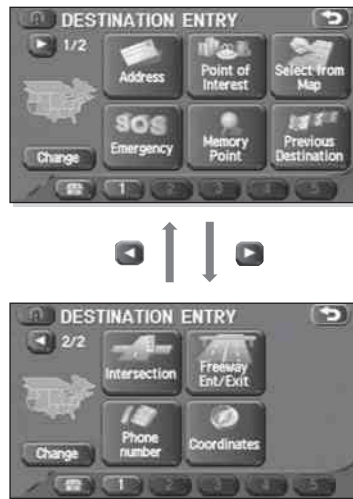 DESTINATION ENTRY
1/2
Address
Point of
Interest
Select from
Map
SOS
Emergency
Memory
Point
Previous
Destination
Change
1 2 3 4 5
DESTINATION ENTRY
2/2
Intersection
Freeway
Ent/Exit
Phone
number
Coordinates
Change
1 2 3 4 5